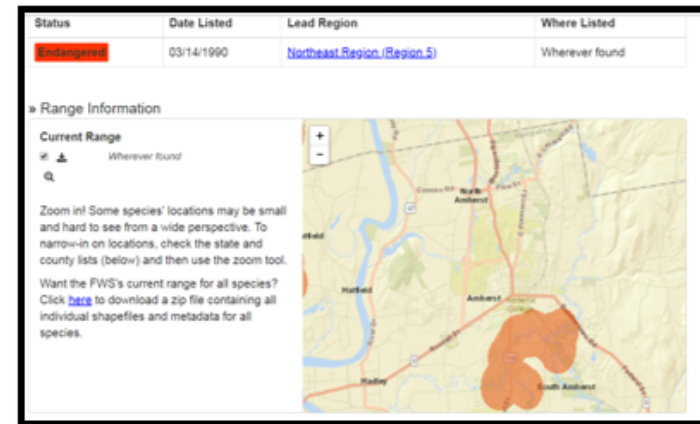 Status Date Listed Lead Region Where Listed
Endangered 03/14/1990 Northeast Region (Region 5) Wherever found
» Range Information
Current Range
Wherever found
Zoom in! Some species' locations may be small
and hard to see from a wide perspective. To
narrow-in on locations, check the state and
county lists (below) and then use the zoom tool.
Want the FWS's current range for all species?
Click here to download a zip file containing all
individual shapefiles and metadata for all
species.
+
−
North
Amherst
Hatfield
Amherst
Hadley
South Amherst